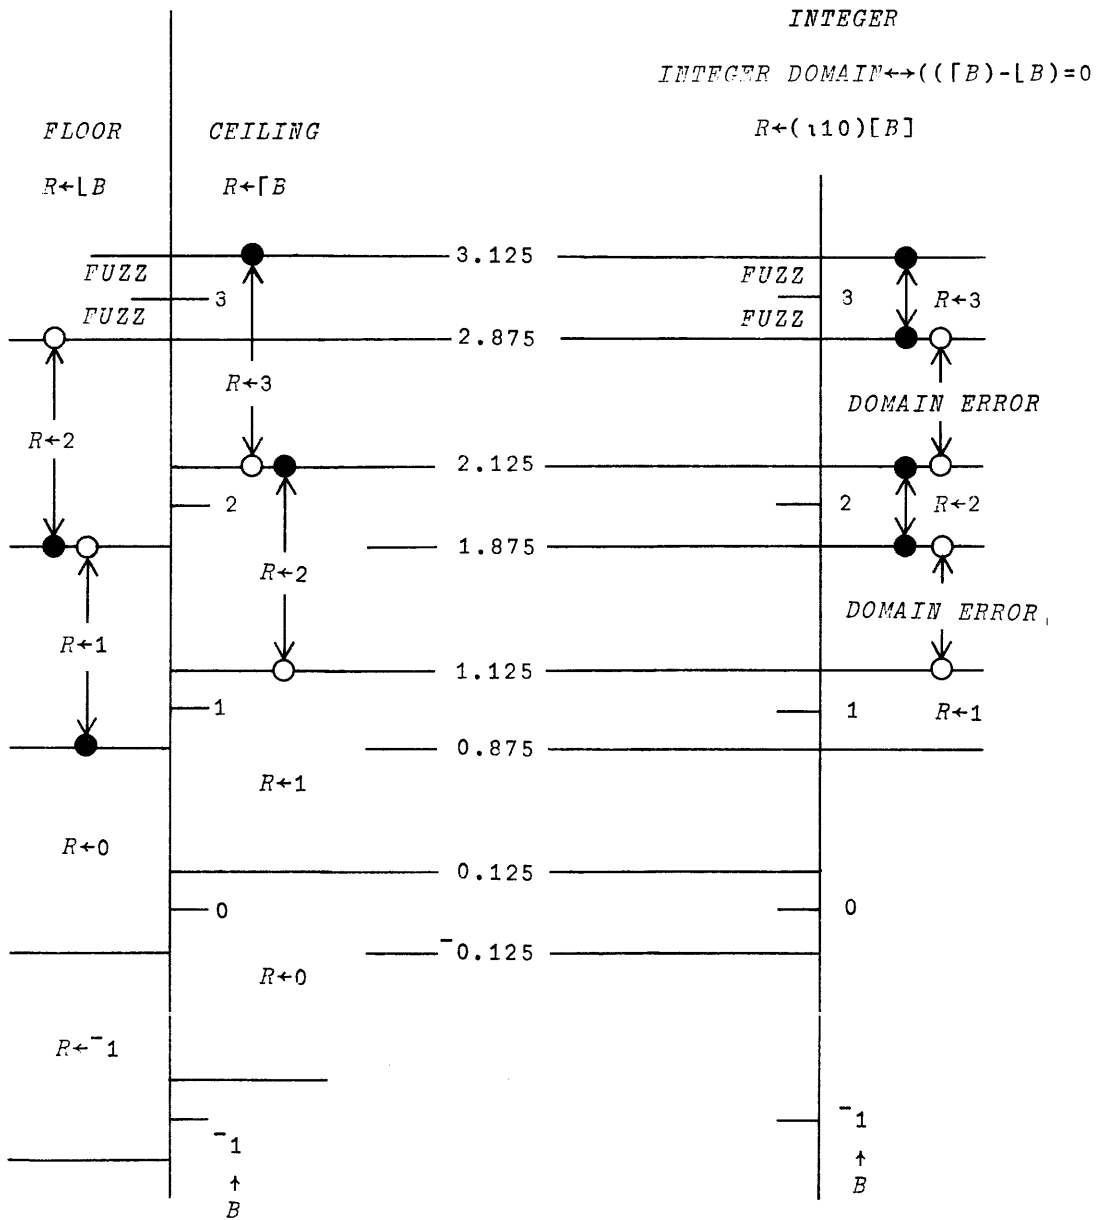 INTEGER
INTEGER DOMAIN↔((⌈B)-⌊B)=0
FLOOR CEILING R←(⍳10)[B]
R←⌊B R←⌈B
3.125
FUZZ FUZZ
3 3 R←3
FUZZ FUZZ
2.875
R←3
DOMAIN ERROR
R←2
2.125
2 2 R←2
1.875
R←2
DOMAIN ERROR
R←1
1.125
1 1 R←1
0.875
R←1
R←0
0.125
0 0
¯0.125
R←0
R←¯1
¯1 ¯1
↑ ↑
B B